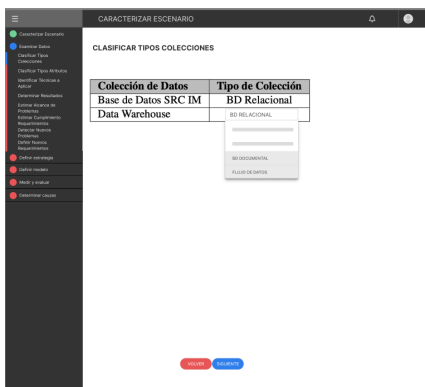 CARACTERIZAR ESCENARIO
Caracterizar Escenario
Examinar Datos
Clasificar Tipos
Colecciones
Clasificar Tipos Atributos
Identificar Técnicas a
Aplicar
Determinar Resultados
Estimar Alcance de
Problemas
Estimar Cumplimiento
Requerimientos
Detectar Nuevos
Problemas
Definir Nuevos
Requerimientos
Definir estrategia
Definir modelo
Medir y evaluar
Determinar causas
CLASIFICAR TIPOS COLECCIONES
Colección de Datos Tipo de Colección
Base de Datos SRC IM BD Relacional
Data Warehouse
BD RELACIONAL
BD DOCUMENTAL
FLUJO DE DATOS
VOLVER SIGUIENTE